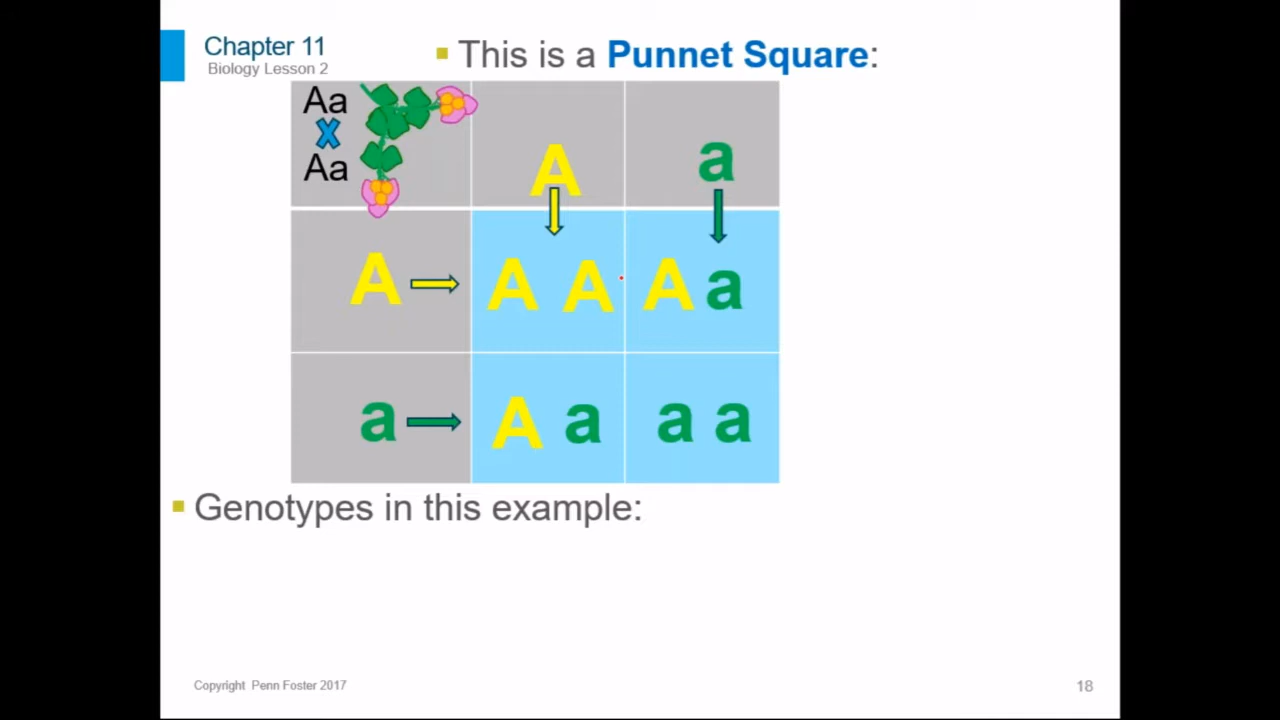 Chapter 11
Biology Lesson 2
This is a Punnet Square:
Aa
X
Aa
A a
A A A A a
a A a a a
Genotypes in this example:
Copyright Penn Foster 2017
18